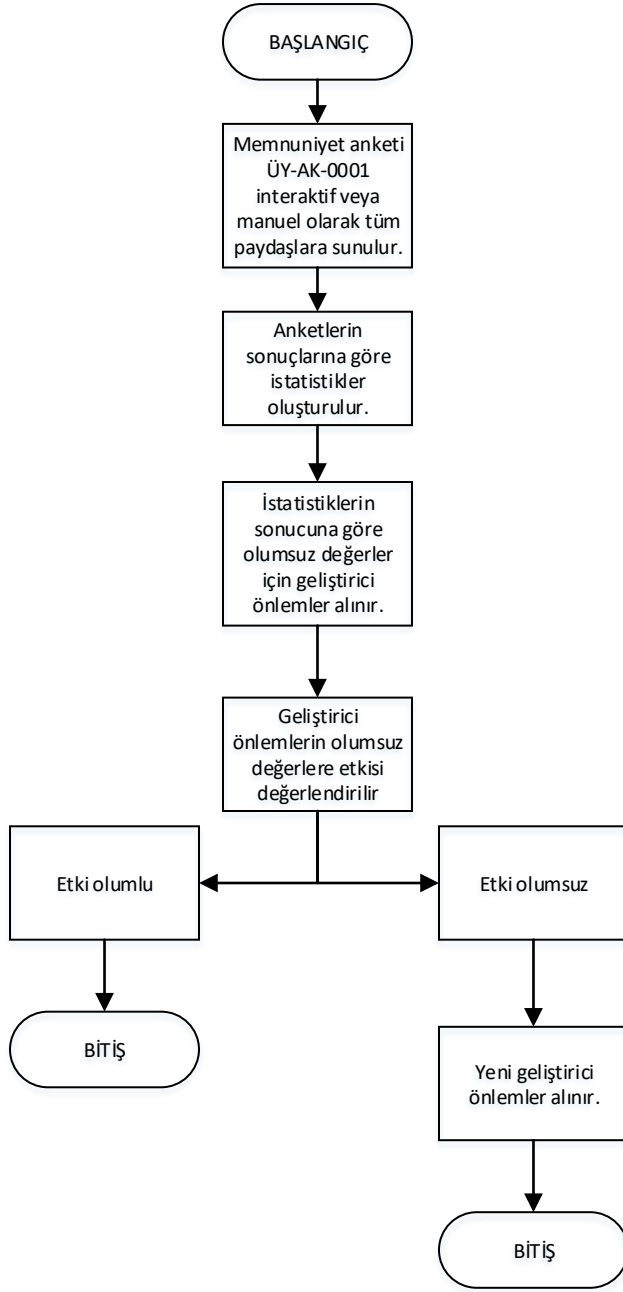 BAŞLANGIÇ
Memnuniyet anketi
ÜY-AK-0001
interaktif veya
manuel olarak tüm
paydaşlara sunulur.
Anketlerin
sonuçlarına göre
istatistikler
oluşturulur.
İstatistiklerin
sonucuna göre
olumsuz değerler
için geliştirici
önlemler alınır.
Geliştirici
önlemlerin olumsuz
değerlere etkisi
değerlendirilir
Etki olumlu
Etki olumsuz
BİTİŞ
Yeni geliştirici
önlemler alınır.
BİTİŞ